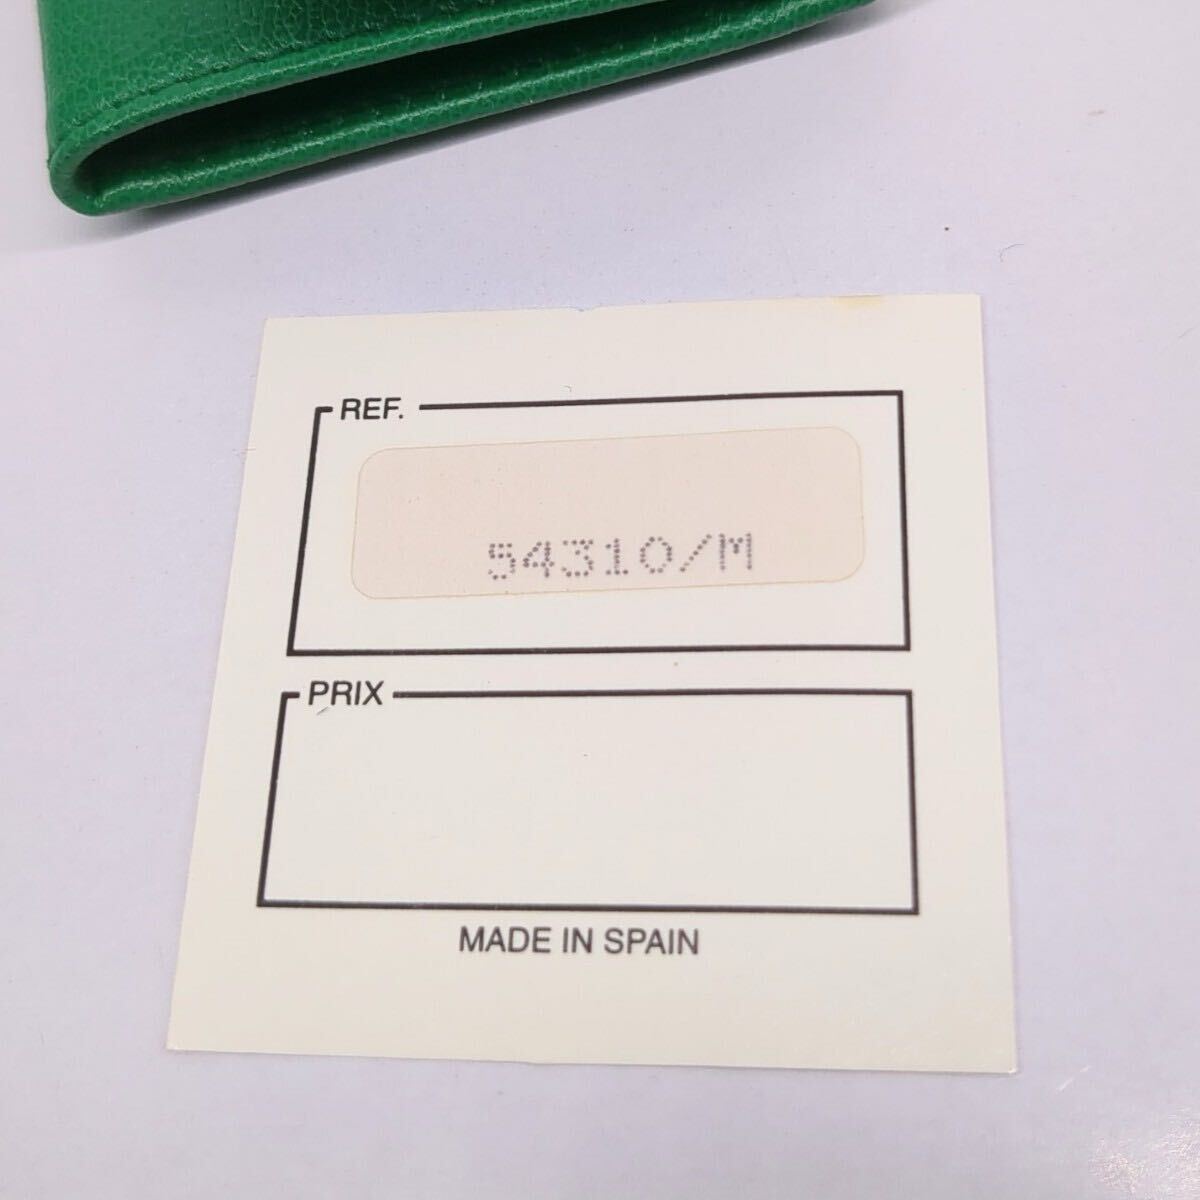 REF.
54310/M
PRIX
MADE IN SPAIN